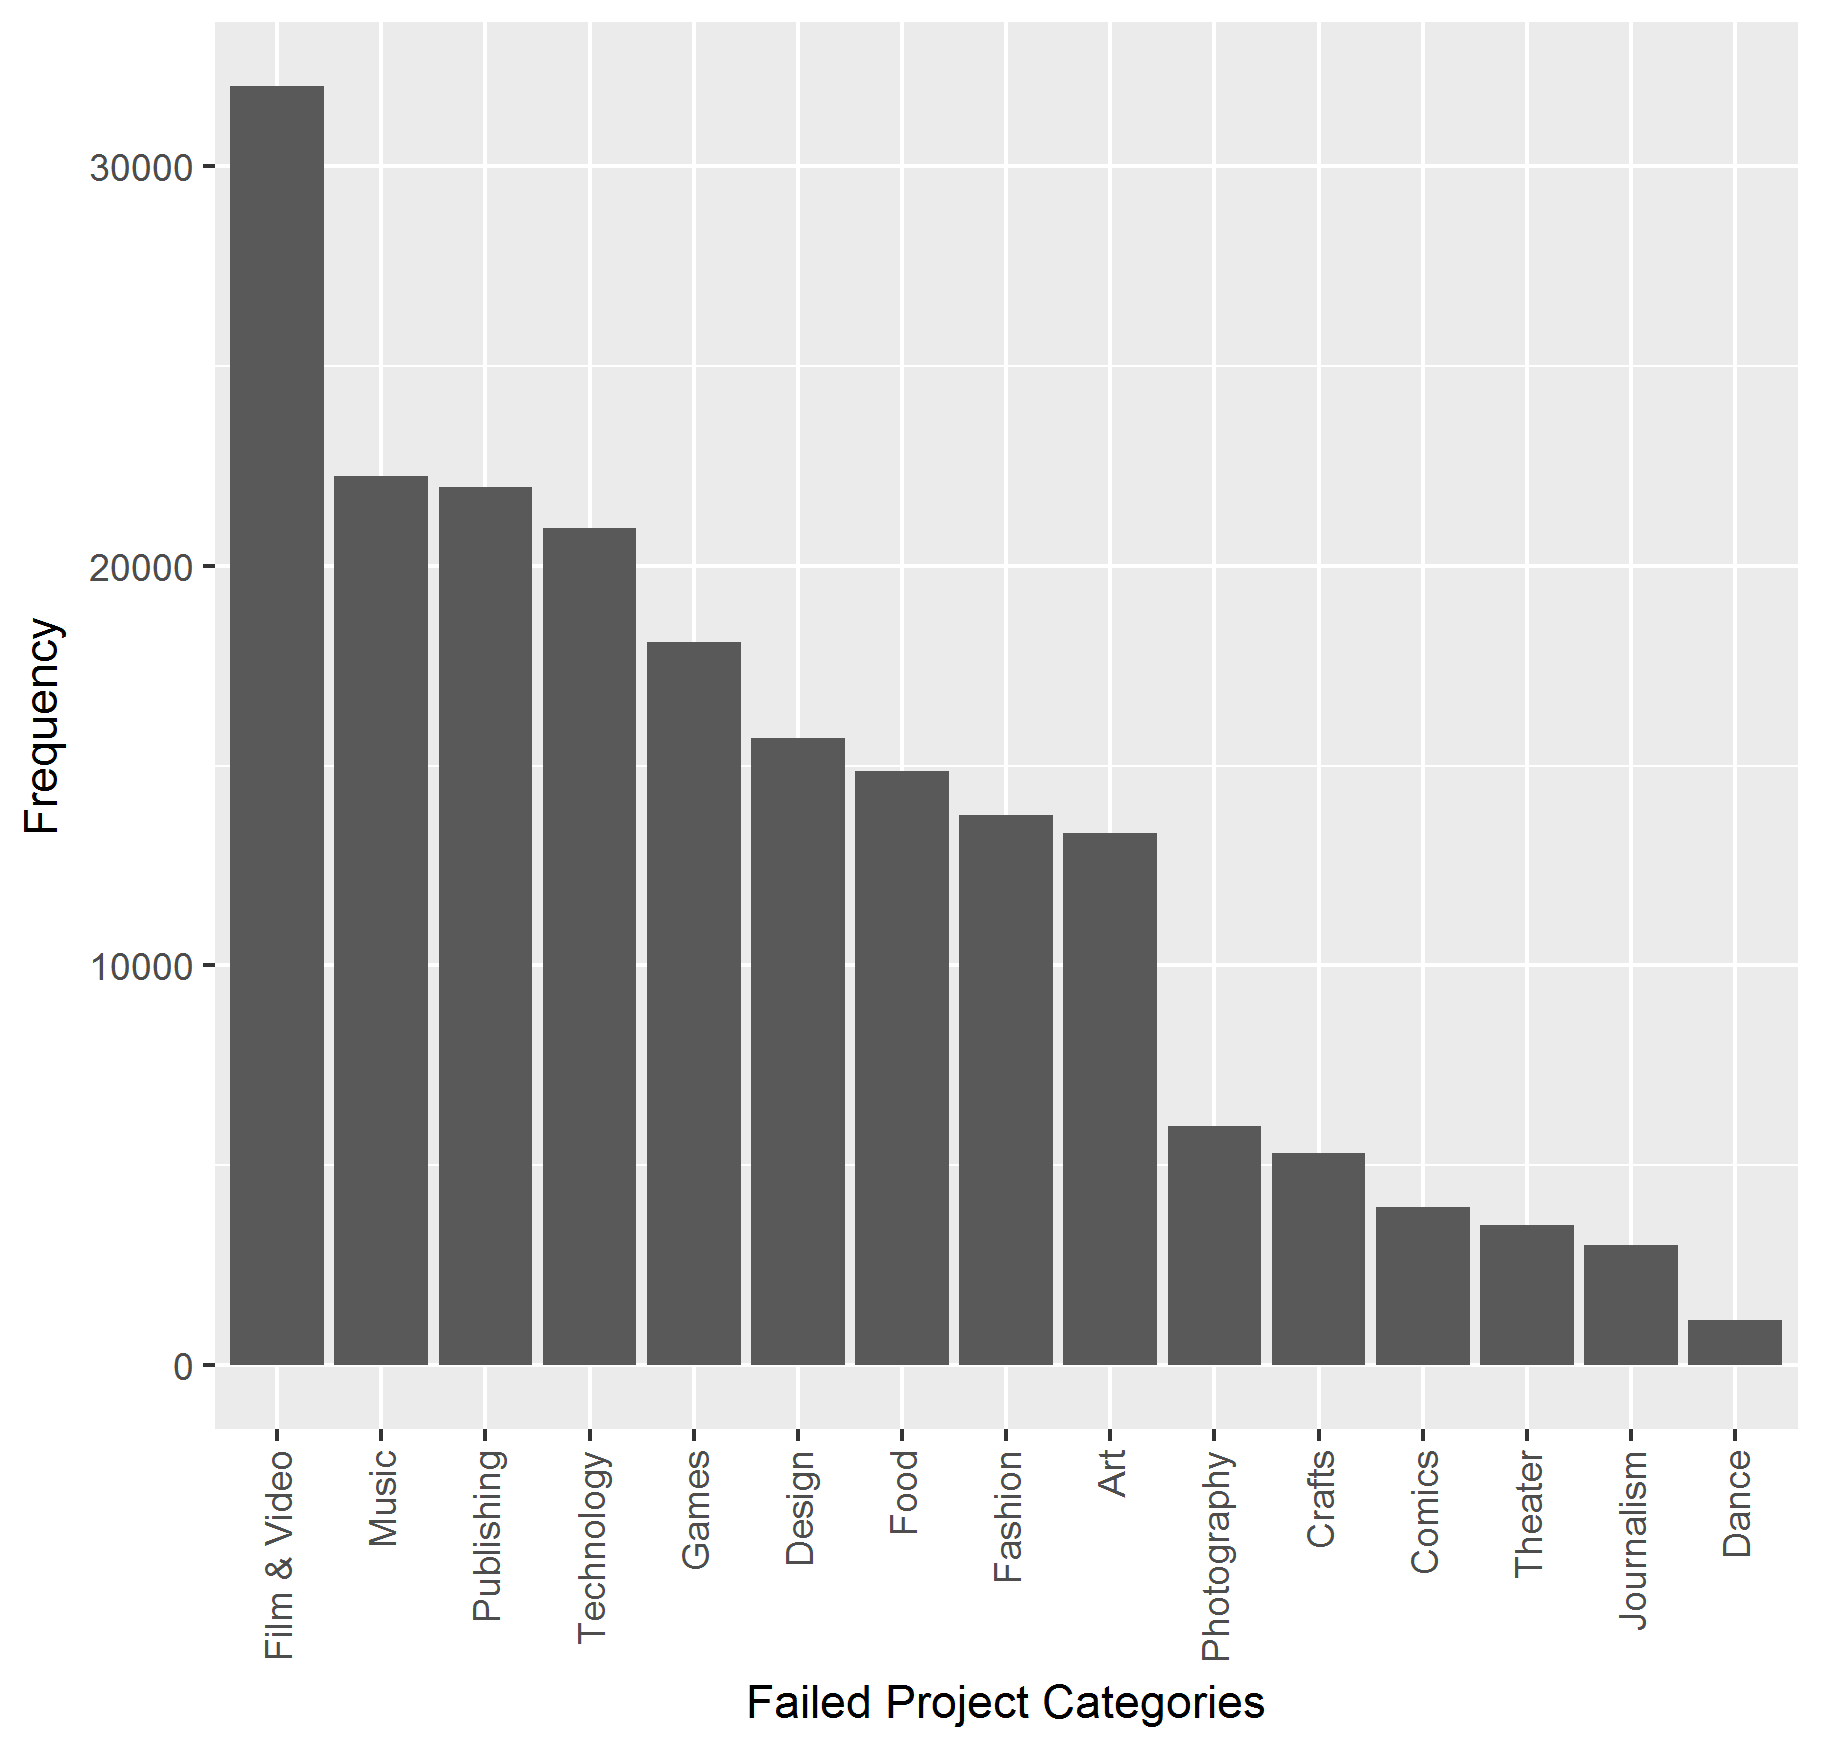 30000
20000
10000
0
Frequency
Film & Video
Music
Publishing
Technology
Games
Design
Food
Fashion
Art
Photography
Crafts
Comics
Theater
Journalism
Dance
Failed Project Categories